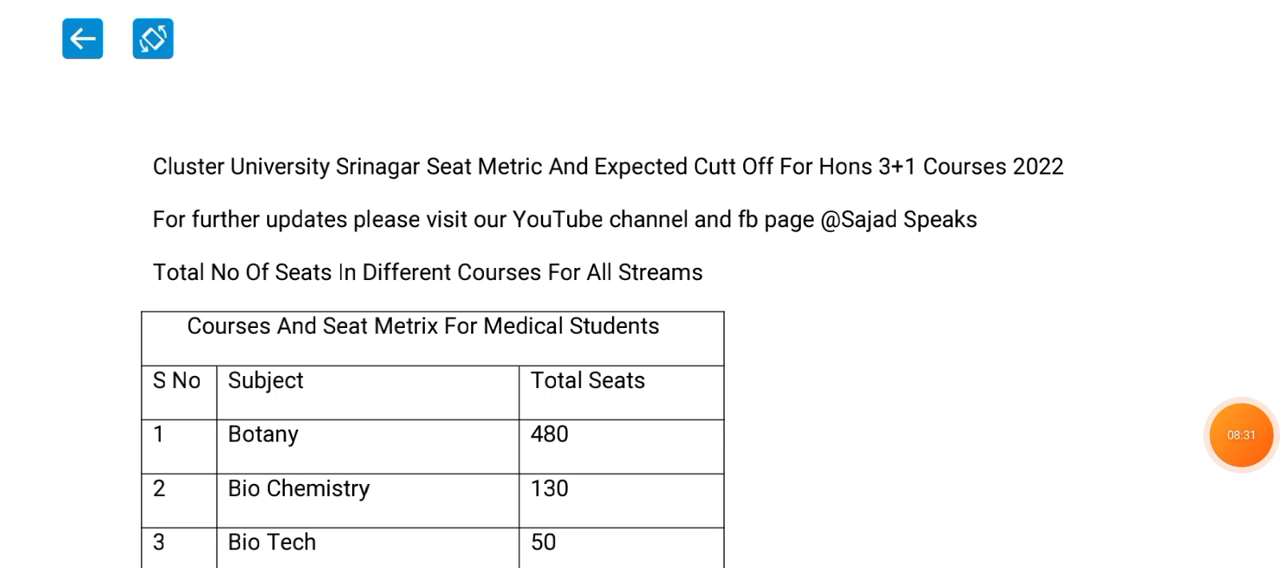 Cluster University Srinagar Seat Metric And Expected Cutt Off For Hons 3+1 Courses 2022
For further updates please visit our YouTube channel and fb page @Sajad Speaks
Total No Of Seats In Different Courses For All Streams
Courses And Seat Metrix For Medical Students
S No Subject Total Seats
1 Botany 480
2 Bio Chemistry 130
3 Bio Tech 50
08:31